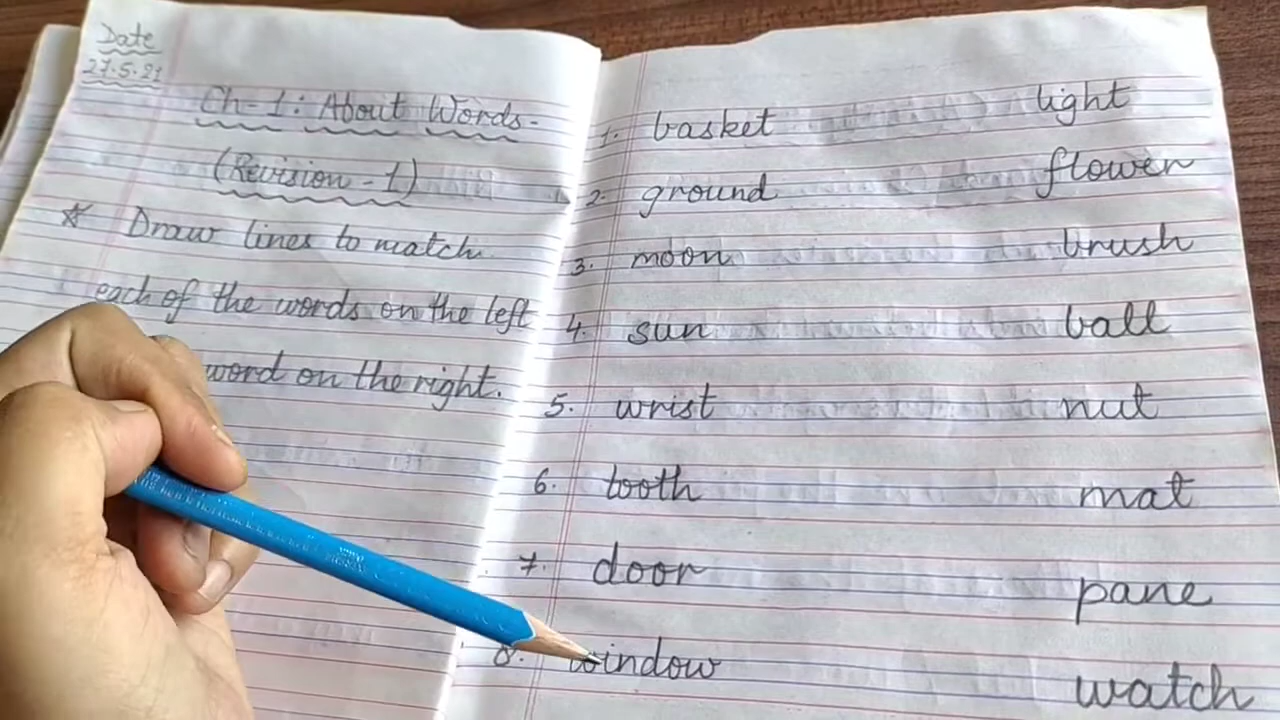 Date
27.5.21
Ch-1: About Words-
(Revision-1)
* Draw lines to match
each of the words on the left
word on the right.
1. basket light
2. ground flower
3. moon brush
4. sun ball
5. wrist nut
6. tooth mat
7. door pane
8. window watch